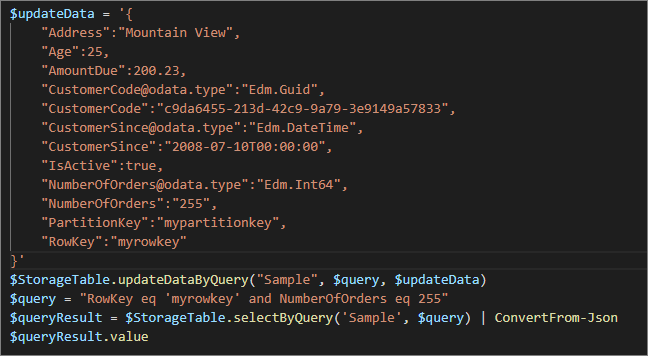 $updateData = '{
"Address":"Mountain View",
"Age":25,
"AmountDue":200.23,
"CustomerCode@odata.type":"Edm.Guid",
"CustomerCode":"c9da6455-213d-42c9-9a79-3e9149a57833",
"CustomerSince@odata.type":"Edm.DateTime",
"CustomerSince":"2008-07-10T00:00:00",
"IsActive":true,
"NumberOfOrders@odata.type":"Edm.Int64",
"NumberOfOrders":"255",
"PartitionKey":"mypartitionkey",
"RowKey":"myrowkey"
}'
$StorageTable.updateDataByQuery("Sample", $query, $updateData)
$query = "RowKey eq 'myrowkey' and NumberOfOrders eq 255"
$queryResult = $StorageTable.selectByQuery('Sample', $query) | ConvertFrom-Json
$queryResult.value